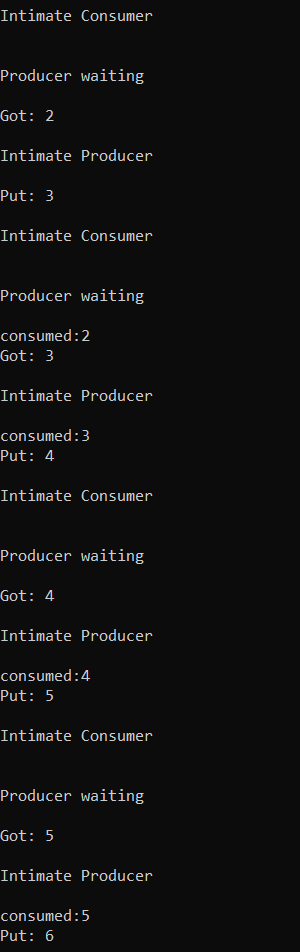 Intimate Consumer
Producer waiting
Got: 2
Intimate Producer
Put: 3
Intimate Consumer
Producer waiting
consumed:2
Got: 3
Intimate Producer
consumed:3
Put: 4
Intimate Consumer
Producer waiting
Got: 4
Intimate Producer
consumed:4
Put: 5
Intimate Consumer
Producer waiting
Got: 5
Intimate Producer
consumed:5
Put: 6